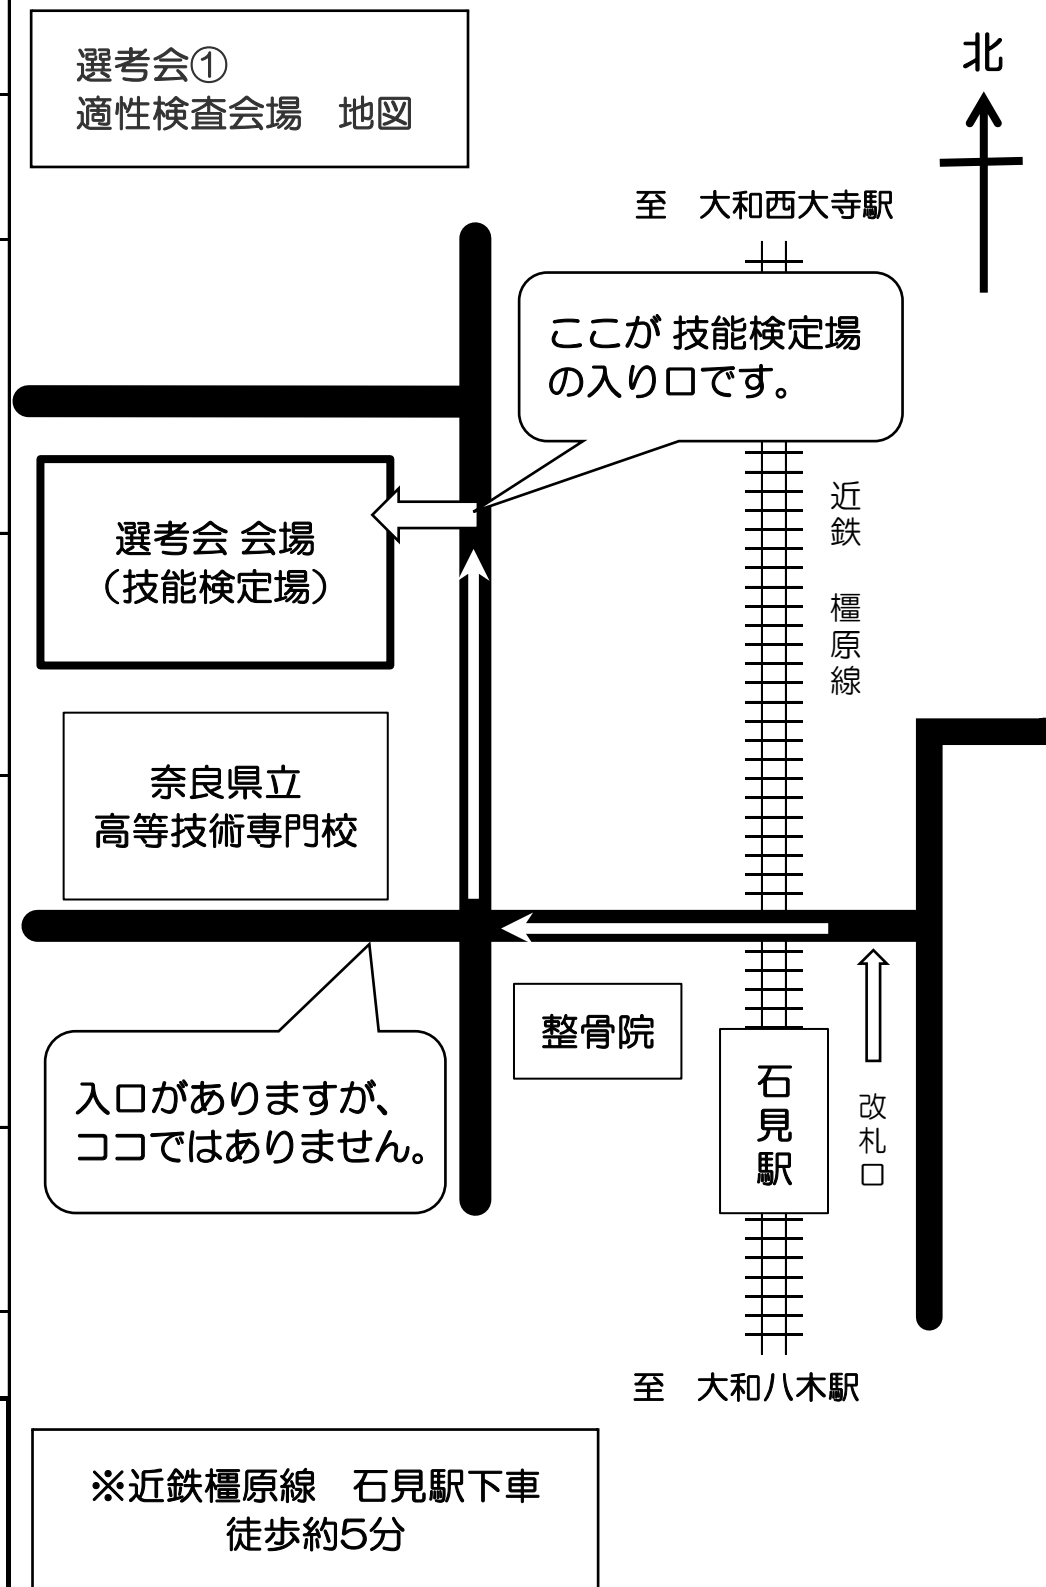 選考会①
適性検査会場　地図
北
至　大和西大寺駅
ここが 技能検定場
の入り口です。
近鉄　橿原線
選考会 会場
（技能検定場）
奈良県立
高等技術専門校
整骨院
入口がありますが、
ココではありません。
石見駅
改札口
至　大和八木駅
※近鉄橿原線　石見駅下車
徒歩約5分